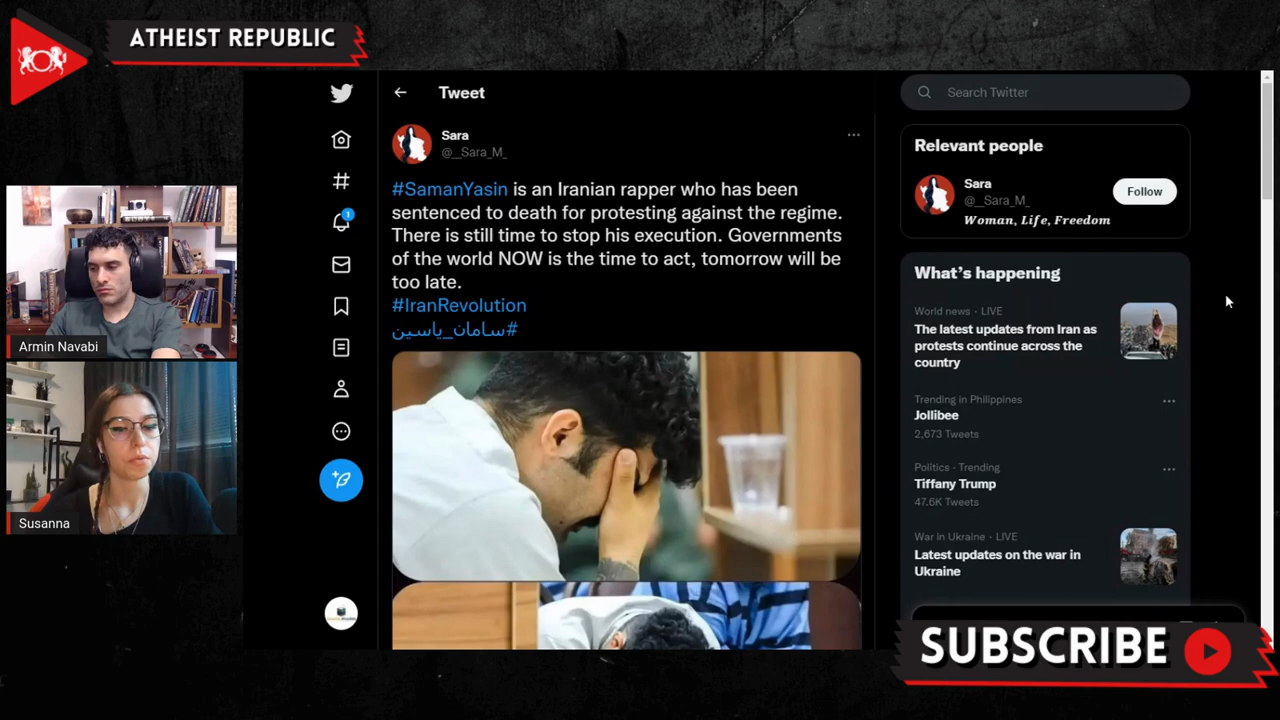 ATHEIST REPUBLIC
Armin Navabi
Susanna
Tweet
Sara
@__Sara_M_
#SamanYasin is an Iranian rapper who has been
sentenced to death for protesting against the regime.
There is still time to stop his execution. Governments
of the world NOW is the time to act, tomorrow will be
too late.
#IranRevolution
#سامان_یاسین
1
Search Twitter
Relevant people
Sara
@__Sara_M_
Follow
Woman, Life, Freedom
What's happening
World news · LIVE
The latest updates from Iran as
protests continue across the
country
Trending in Philippines
Jollibee
2,673 Tweets
Politics · Trending
Tiffany Trump
47.6K Tweets
War in Ukraine · LIVE
Latest updates on the war in
Ukraine
SUBSCRIBE